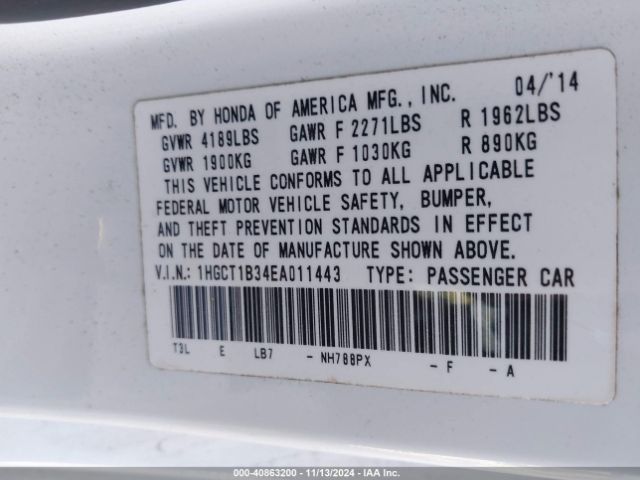 MFD. BY HONDA OF AMERICA MFG., INC. 04/'14
GVWR 4189LBS GAWR F 2271LBS R 1962LBS
GVWR 1900KG GAWR F 1030KG R 890KG
THIS VEHICLE CONFORMS TO ALL APPLICABLE
FEDERAL MOTOR VEHICLE SAFETY, BUMPER,
AND THEFT PREVENTION STANDARDS IN EFFECT
ON THE DATE OF MANUFACTURE SHOWN ABOVE.
V.I.N.: 1HGCT1B34EA011443 TYPE: PASSENGER CAR
T3L E LB7 - NH788PX - F - A
000-40863200 - 11/13/2024 - IAA Inc.